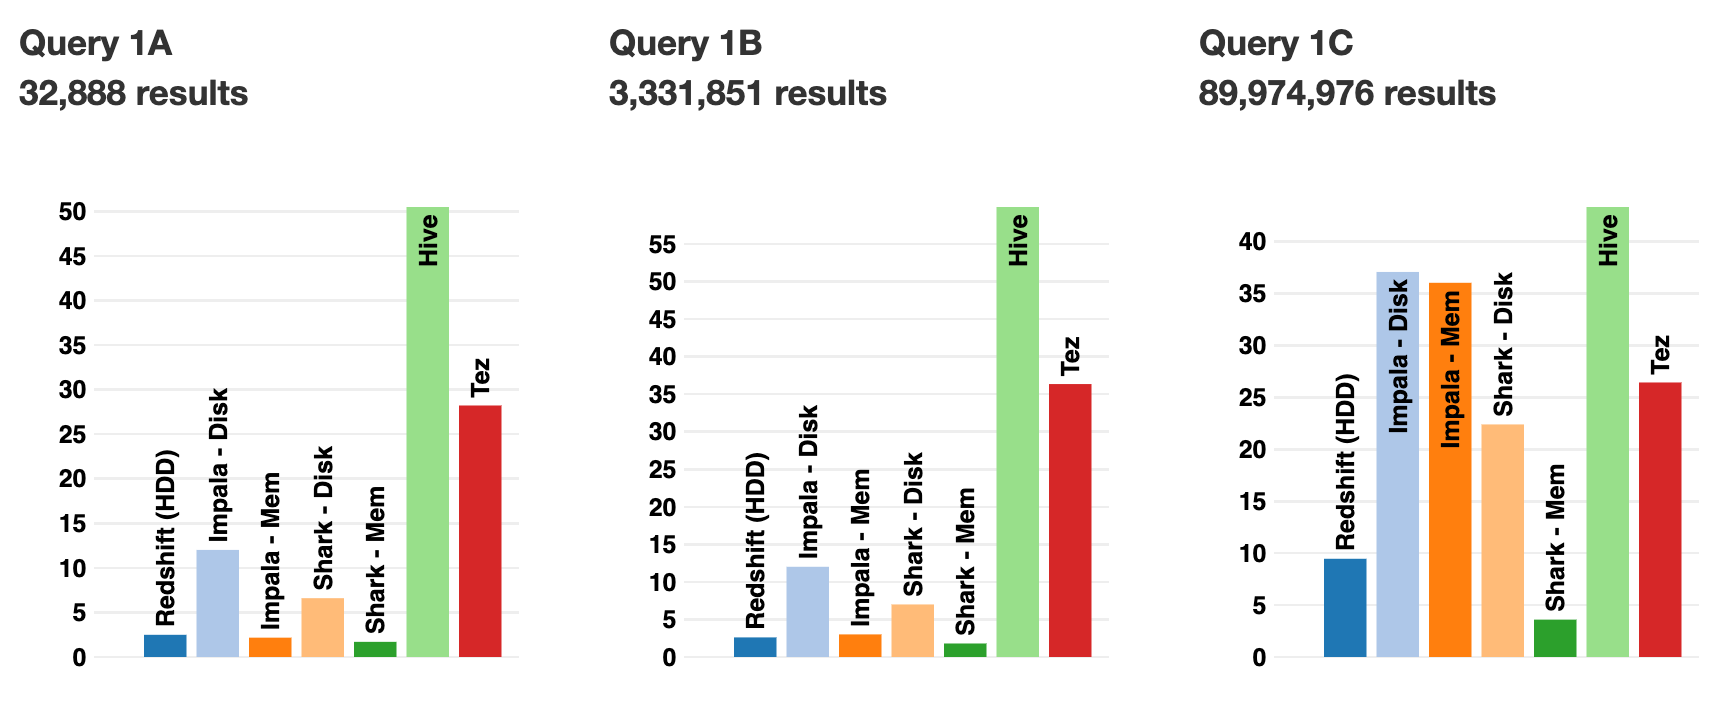 Query 1A
32,888 results
50
45
40
35
30
25
20
15
10
5
0
Redshift (HDD)
Impala - Disk
Impala - Mem
Shark - Disk
Shark - Mem
Hive
Tez
Query 1B
3,331,851 results
55
50
45
40
35
30
25
20
15
10
5
0
Redshift (HDD)
Impala - Disk
Impala - Mem
Shark - Disk
Shark - Mem
Hive
Tez
Query 1C
89,974,976 results
40
35
30
25
20
15
10
5
0
Redshift (HDD)
Impala - Disk
Impala - Mem
Shark - Disk
Shark - Mem
Hive
Tez